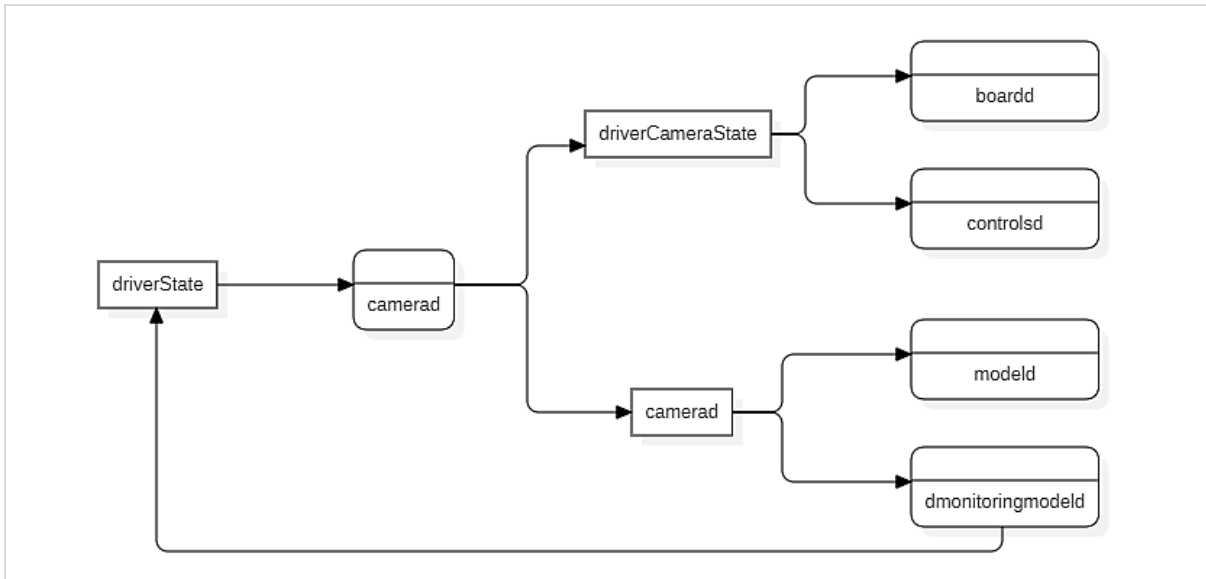 boardd
driverCameraState
controlsd
driverState
camerad
modeld
camerad
dmonitoringmodeld